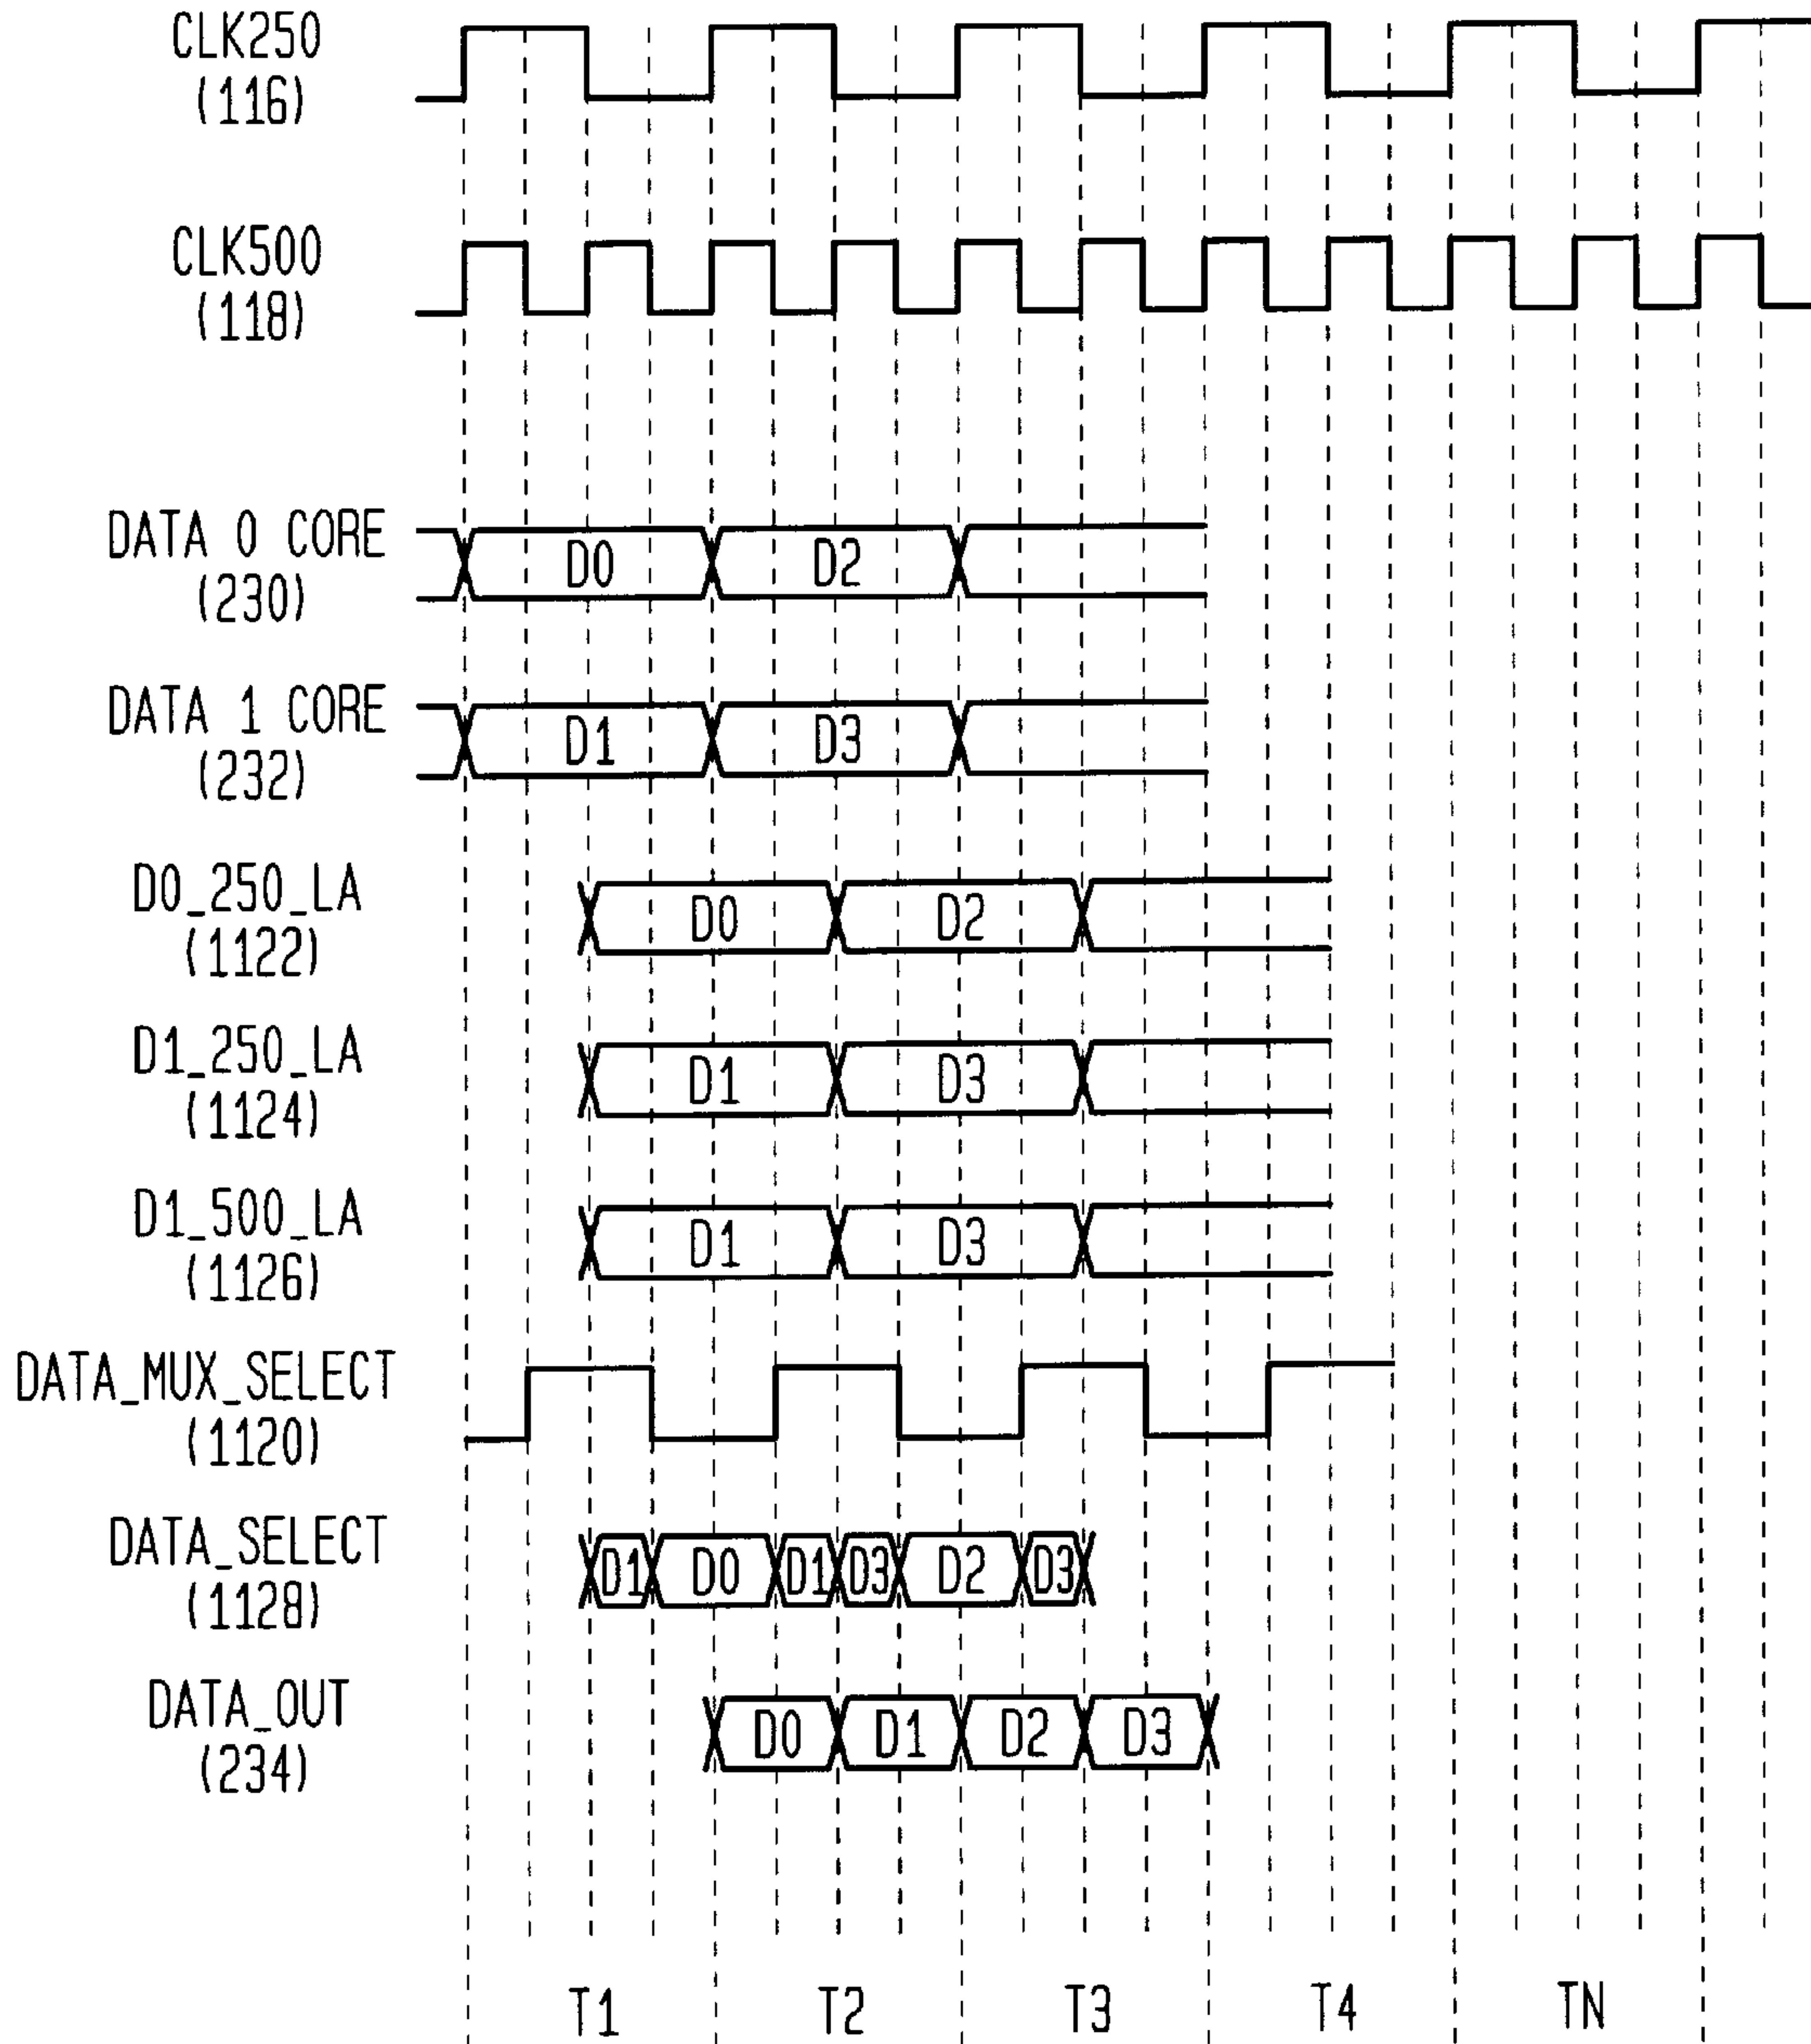 CLK250
(116)
CLK500
(118)
DATA 0 CORE
(230)
D0 D2
DATA 1 CORE
(232)
D1 D3
D0_250_LA
(1122)
D0 D2
D1_250_LA
(1124)
D1 D3
D1_500_LA
(1126)
D1 D3
DATA_MUX_SELECT
(1120)
DATA_SELECT
(1128)
D1 D0 D1 D3 D2 D3
DATA_OUT
(234)
D0 D1 D2 D3
T1 T2 T3 T4 TN